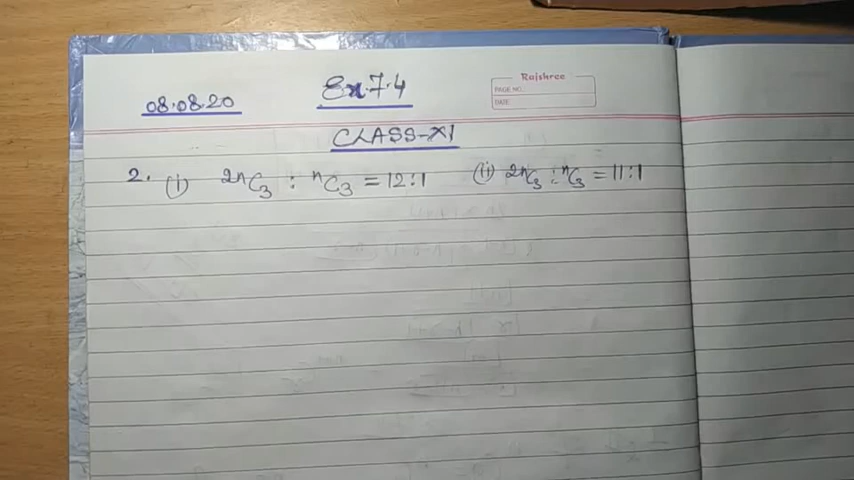 Ex.7.4
Rajshree
PAGE NO.
DATE
08.08.20
CLASS-XI
2. (i) 2nC3 : nC3 = 12:1 (ii) 2nC3 : nC3 = 11:1